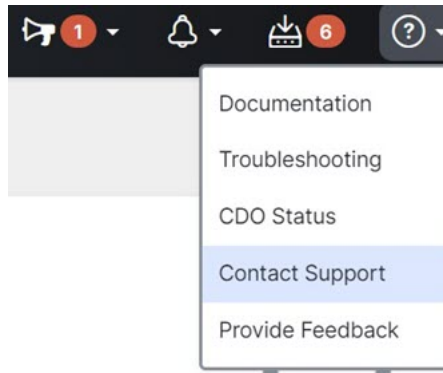 1
6
?
Documentation
Troubleshooting
CDO Status
Contact Support
Provide Feedback